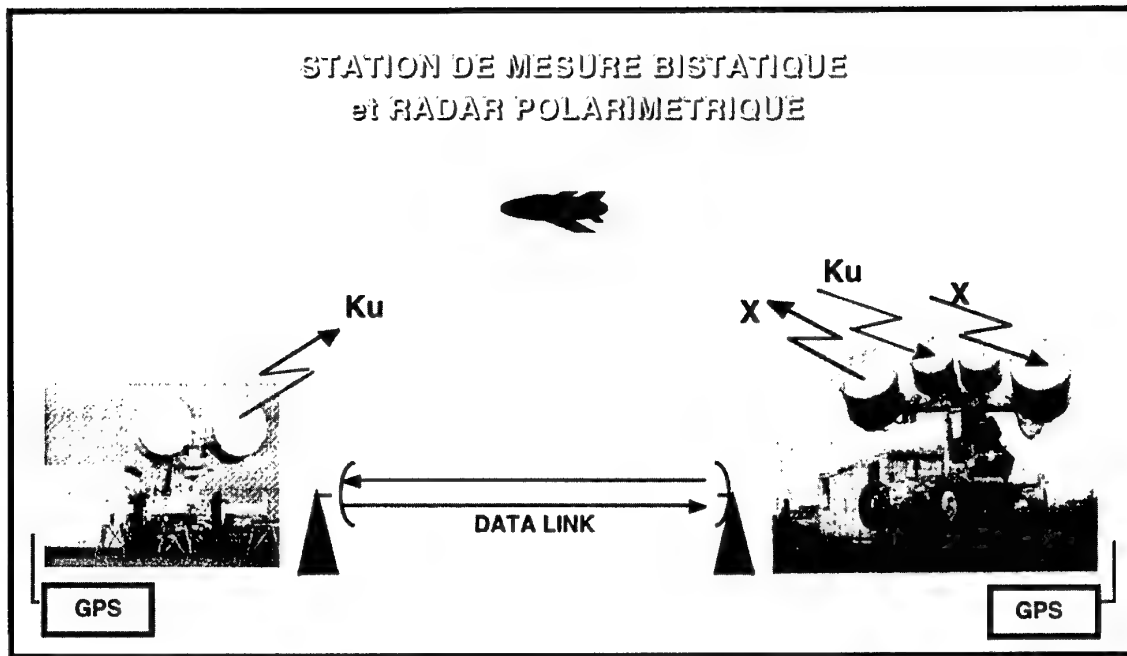 STATION DE MESURE BISTATIQUE
et RADAR POLARIMETRIQUE
Ku
X
Ku
X
DATA LINK
GPS
GPS